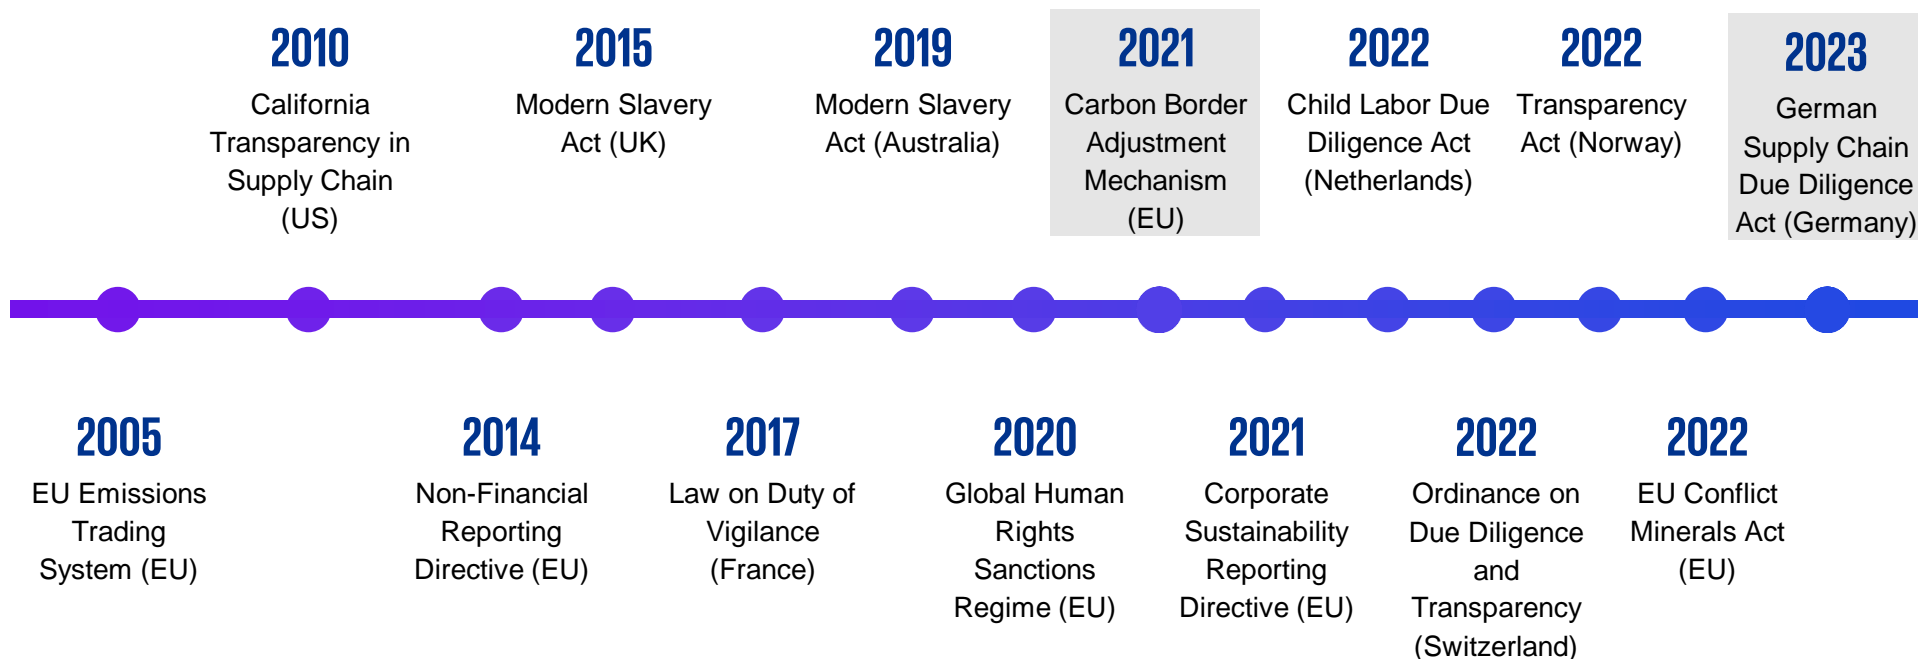 2010
California
Transparency in
Supply Chain
(US)
2015
Modern Slavery
Act (UK)
2019
Modern Slavery
Act (Australia)
2021
Carbon Border
Adjustment
Mechanism
(EU)
2022
Child Labor Due
Diligence Act
(Netherlands)
2022
Transparency
Act (Norway)
2023
German
Supply Chain
Due Diligence
Act (Germany)
2005
EU Emissions
Trading
System (EU)
2014
Non-Financial
Reporting
Directive (EU)
2017
Law on Duty of
Vigilance
(France)
2020
Global Human
Rights
Sanctions
Regime (EU)
2021
Corporate
Sustainability
Reporting
Directive (EU)
2022
Ordinance on
Due Diligence
and
Transparency
(Switzerland)
2022
EU Conflict
Minerals Act
(EU)